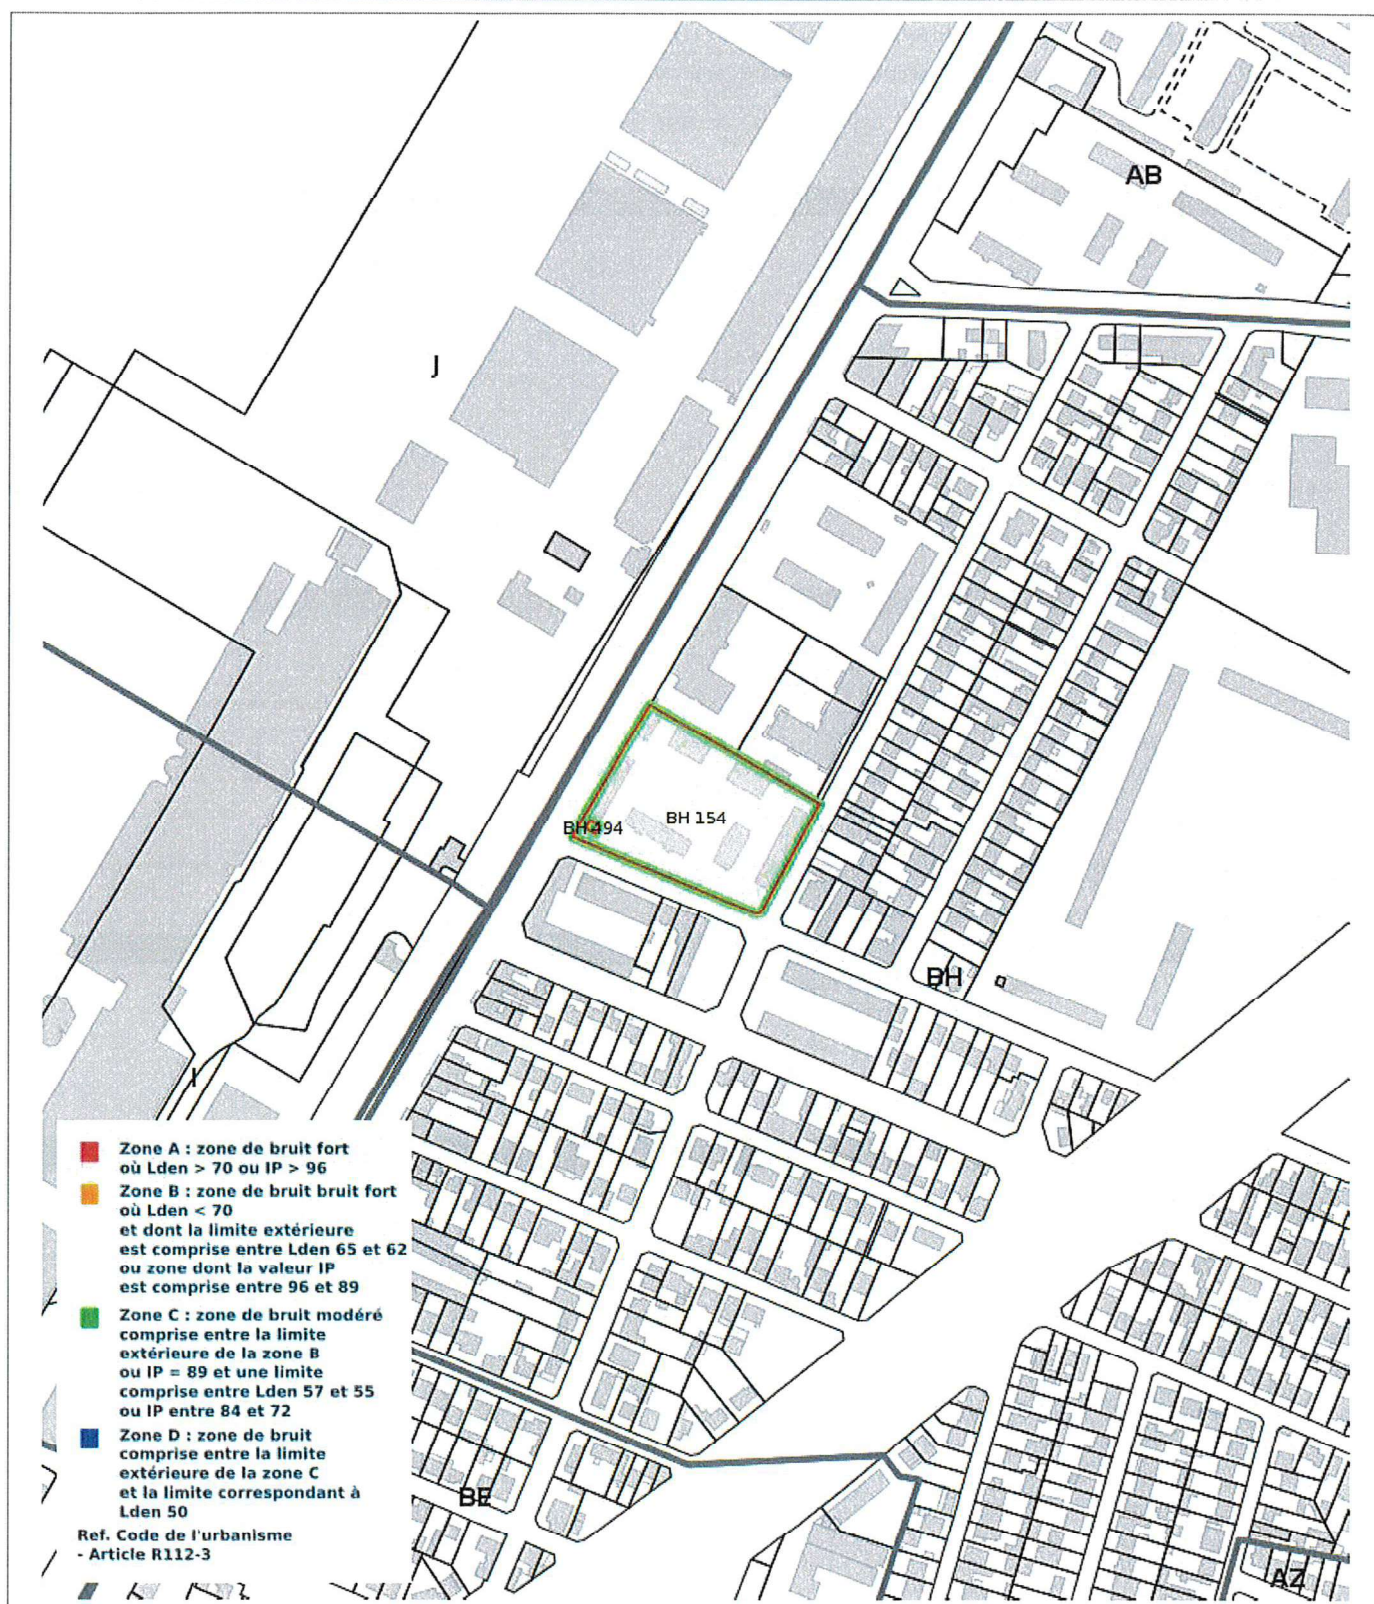 AB
J
BH 494
BH 154
BH
I
Zone A : zone de bruit fort
où Lden > 70 ou IP > 96
Zone B : zone de bruit bruit fort
où Lden < 70
et dont la limite extérieure
est comprise entre Lden 65 et 62
ou zone dont la valeur IP
est comprise entre 96 et 89
Zone C : zone de bruit modéré
comprise entre la limite
extérieure de la zone B
ou IP = 89 et une limite
comprise entre Lden 57 et 55
ou IP entre 84 et 72
Zone D : zone de bruit
comprise entre la limite
extérieure de la zone C
et la limite correspondant à
Lden 50
Ref. Code de l'urbanisme
- Article R112-3
BE
AZ